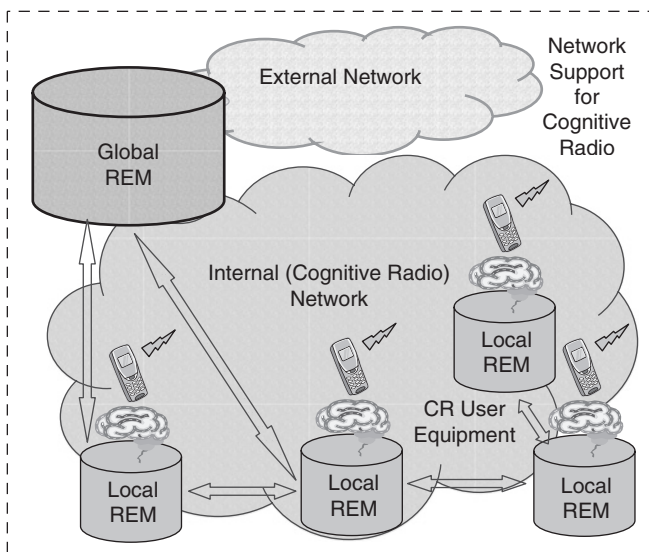 External Network
Network
Support
for
Cognitive
Radio
Global
REM
Internal (Cognitive Radio)
Network
Local
REM
CR User
Equipment
Local
REM
Local
REM
Local
REM